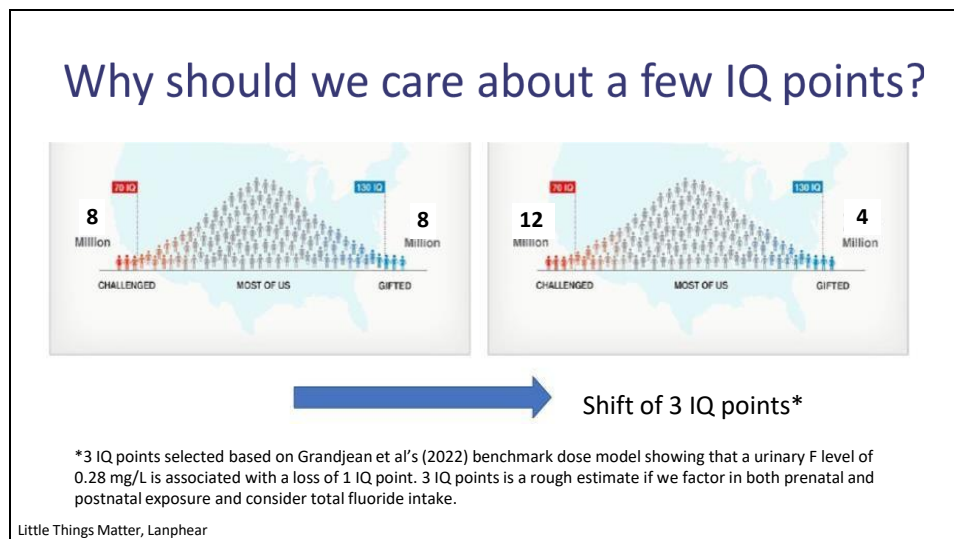 Why should we care about a few IQ points?
70 IQ
130 IQ
8
Million
8
Million
CHALLENGED
MOST OF US
GIFTED
70 IQ
130 IQ
12
Million
4
Million
CHALLENGED
MOST OF US
GIFTED
Shift of 3 IQ points*
*3 IQ points selected based on Grandjean et al’s (2022) benchmark dose model showing that a urinary F level of
0.28 mg/L is associated with a loss of 1 IQ point. 3 IQ points is a rough estimate if we factor in both prenatal and
postnatal exposure and consider total fluoride intake.
Little Things Matter, Lanphear